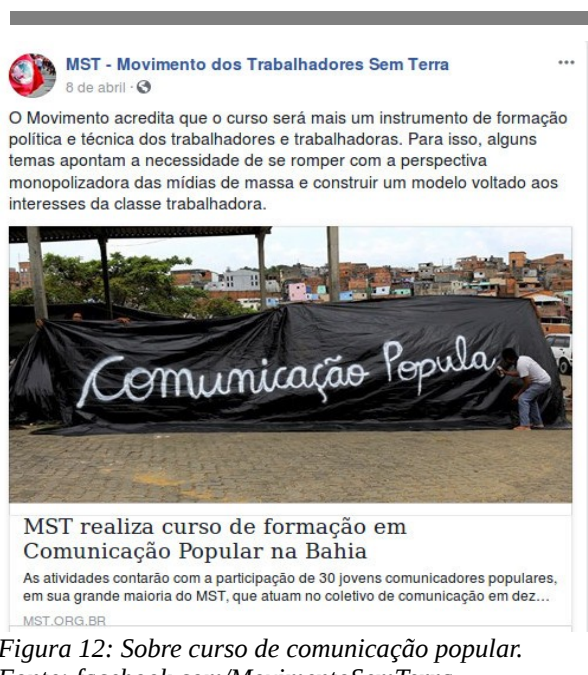 MST - Movimento dos Trabalhadores Sem Terra
8 de abril ·
O Movimento acredita que o curso será mais um instrumento de formação
política e técnica dos trabalhadores e trabalhadoras. Para isso, alguns
temas apontam a necessidade de se romper com a perspectiva
monopolizadora das mídias de massa e construir um modelo voltado aos
interesses da classe trabalhadora.
Comunicação Popula
MST realiza curso de formação em
Comunicação Popular na Bahia
As atividades contarão com a participação de 30 jovens comunicadores populares,
em sua grande maioria do MST, que atuam no coletivo de comunicação em dez...
MST.ORG.BR
Figura 12: Sobre curso de comunicação popular.
Fonte: facebook.com/MovimentoSemTerra